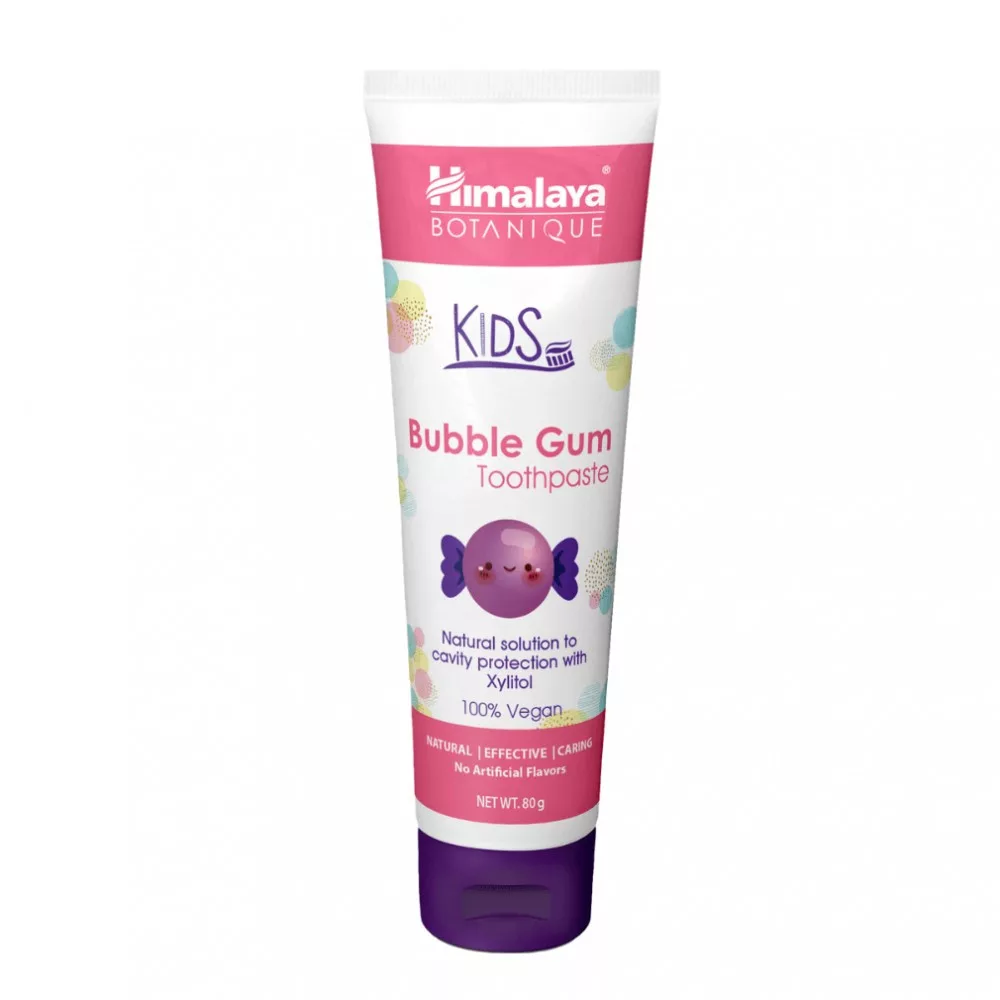 Himalaya®
BOTANIQUE
KIDS
Bubble Gum
Toothpaste
Natural solution to
cavity protection with
Xylitol
100% Vegan
NATURAL | EFFECTIVE | CARING
No Artificial Flavors
NET WT. 80g